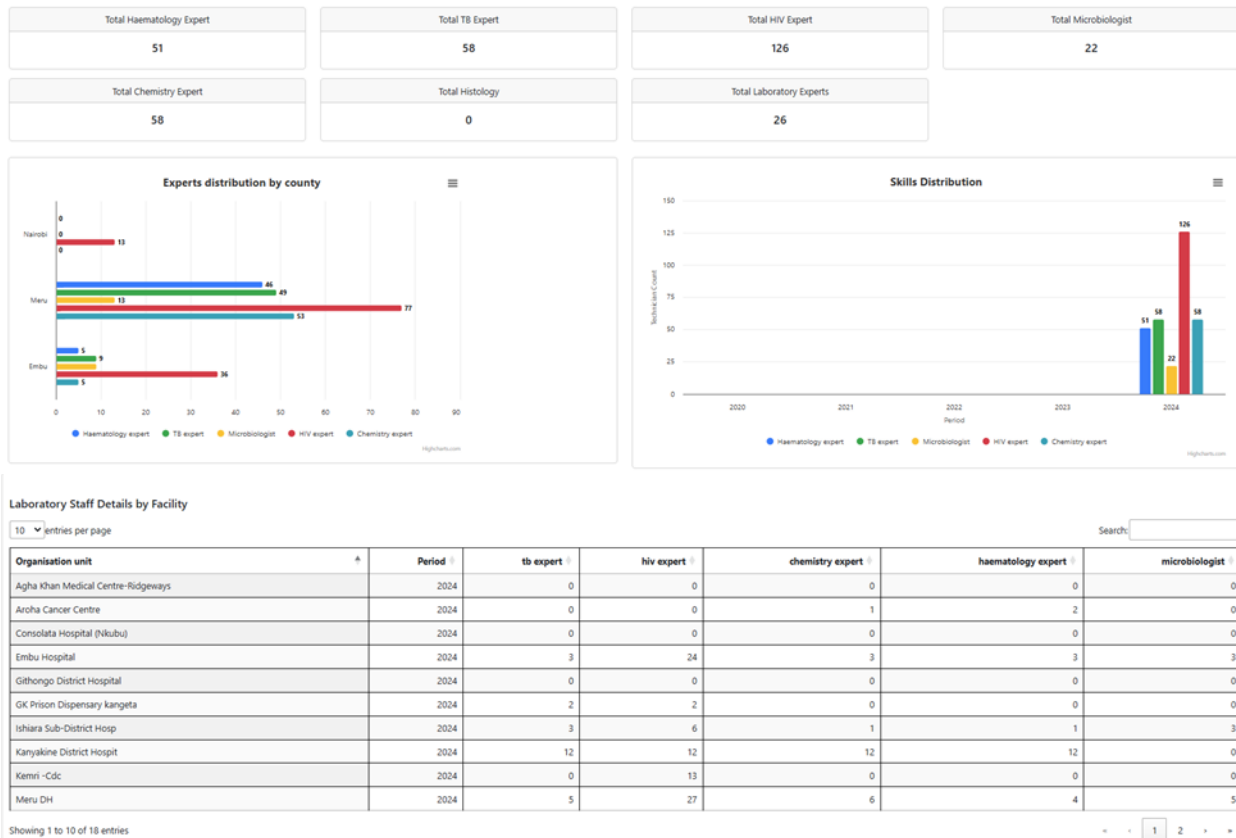 Total Haematology Expert
51
Total TB Expert
58
Total HIV Expert
126
Total Microbiologist
22
Total Chemistry Expert
58
Total Histology
0
Total Laboratory Experts
26
Experts distribution by county
Nairobi
0
0
13
0
Meru
46
49
13
77
53
Embu
5
9
36
5
0 10 20 30 40 50 60 70 80 90
Haematology expert TB expert Microbiologist HIV expert Chemistry expert
Highcharts.com
Skills Distribution
Technician Count
150
125
100
75
50
25
0
51 58 22 126 58
2020 2021 2022 2023 2024
Period
Haematology expert TB expert Microbiologist HIV expert Chemistry expert
Highcharts.com
Laboratory Staff Details by Facility
10 entries per page
Search:
Organisation unit Period tb expert hiv expert chemistry expert haematology expert microbiologist
Agha Khan Medical Centre-Ridgeways 2024 0 0 0 0 0
Aroha Cancer Centre 2024 0 0 1 2 0
Consolata Hospital (Nkubu) 2024 0 0 0 0 0
Embu Hospital 2024 3 24 3 3 3
Githongo District Hospital 2024 0 0 0 0 0
GK Prison Dispensary kangeta 2024 2 2 0 0 0
Ishiara Sub-District Hosp 2024 3 6 1 1 3
Kanyakine District Hospit 2024 12 12 12 12 0
Kemri -Cdc 2024 0 13 0 0 0
Meru DH 2024 5 27 6 4 5
Showing 1 to 10 of 18 entries
« ‹ 1 2 › »